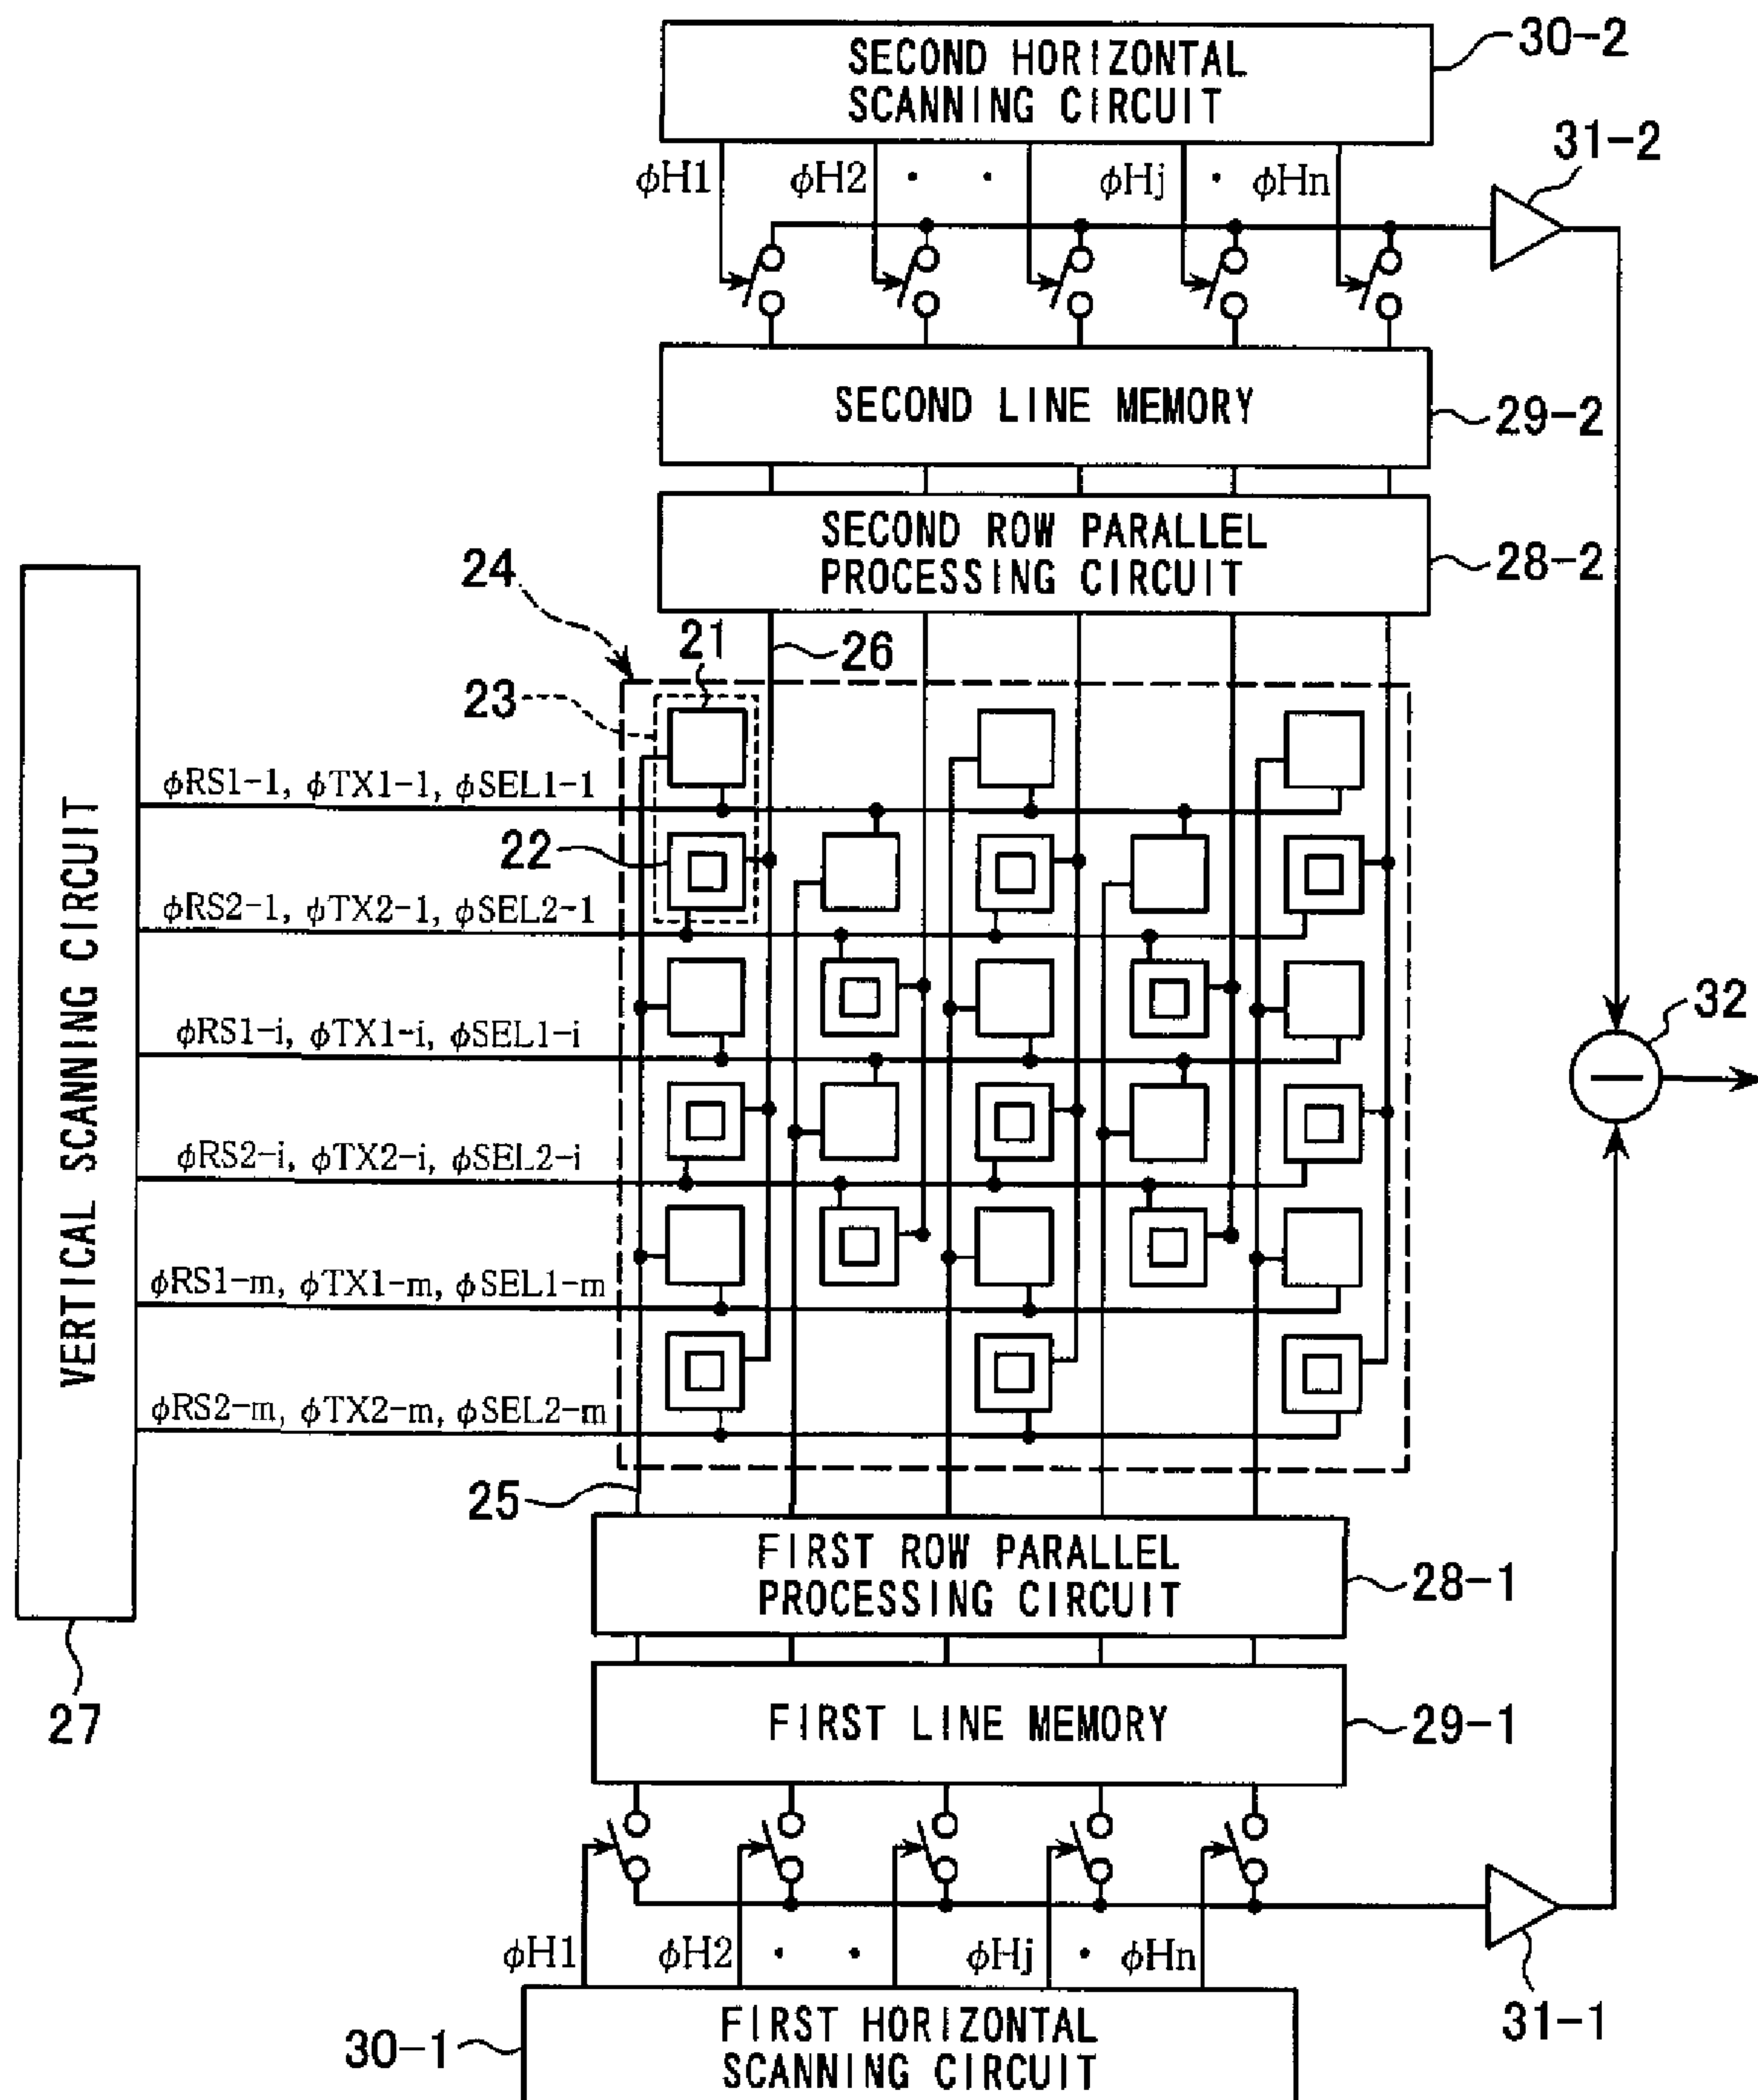 SECOND HORIZONTAL
SCANNING CIRCUIT
30-2
31-2
ϕH1 ϕH2 · · ϕHj · ϕHn
SECOND LINE MEMORY
29-2
SECOND ROW PARALLEL
PROCESSING CIRCUIT
28-2
24
21
26
23
ϕRS1-1, ϕTX1-1, ϕSEL1-1
22
ϕRS2-1, ϕTX2-1, ϕSEL2-1
VERTICAL SCANNING CIRCUIT
ϕRS1-i, ϕTX1-i, ϕSEL1-i
32
ϕRS2-i, ϕTX2-i, ϕSEL2-i
ϕRS1-m, ϕTX1-m, ϕSEL1-m
ϕRS2-m, ϕTX2-m, ϕSEL2-m
25
FIRST ROW PARALLEL
PROCESSING CIRCUIT
28-1
27
FIRST LINE MEMORY
29-1
ϕH1 ϕH2 · · ϕHj · ϕHn
31-1
30-1
FIRST HORIZONTAL
SCANNING CIRCUIT